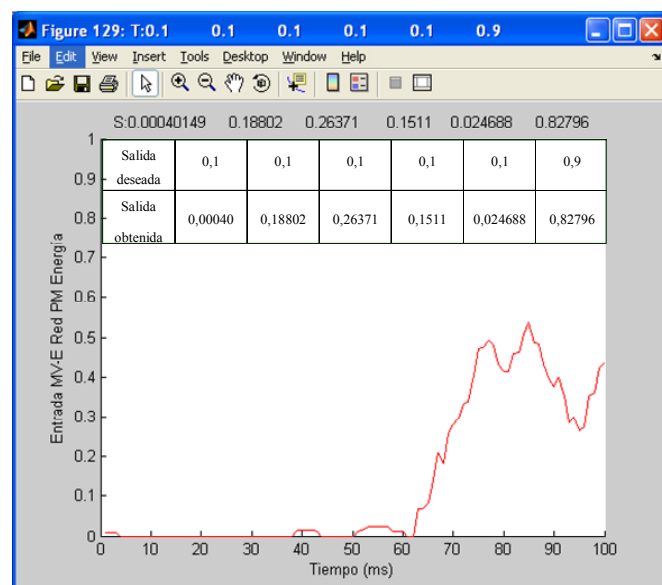 Figure 129: T:0.1 0.1 0.1 0.1 0.1 0.9
File Edit View Insert Tools Desktop Window Help
S:0.00040149 0.18802 0.26371 0.1511 0.024688 0.82796
Salida deseada 0,1 0,1 0,1 0,1 0,1 0,9
Salida obtenida 0,00040 0,18802 0,26371 0,1511 0,024688 0,82796
Entrada MV-E Red PM Energía
1
0.9
0.8
0.7
0.6
0.5
0.4
0.3
0.2
0.1
0
0 10 20 30 40 50 60 70 80 90 100
Tiempo (ms)